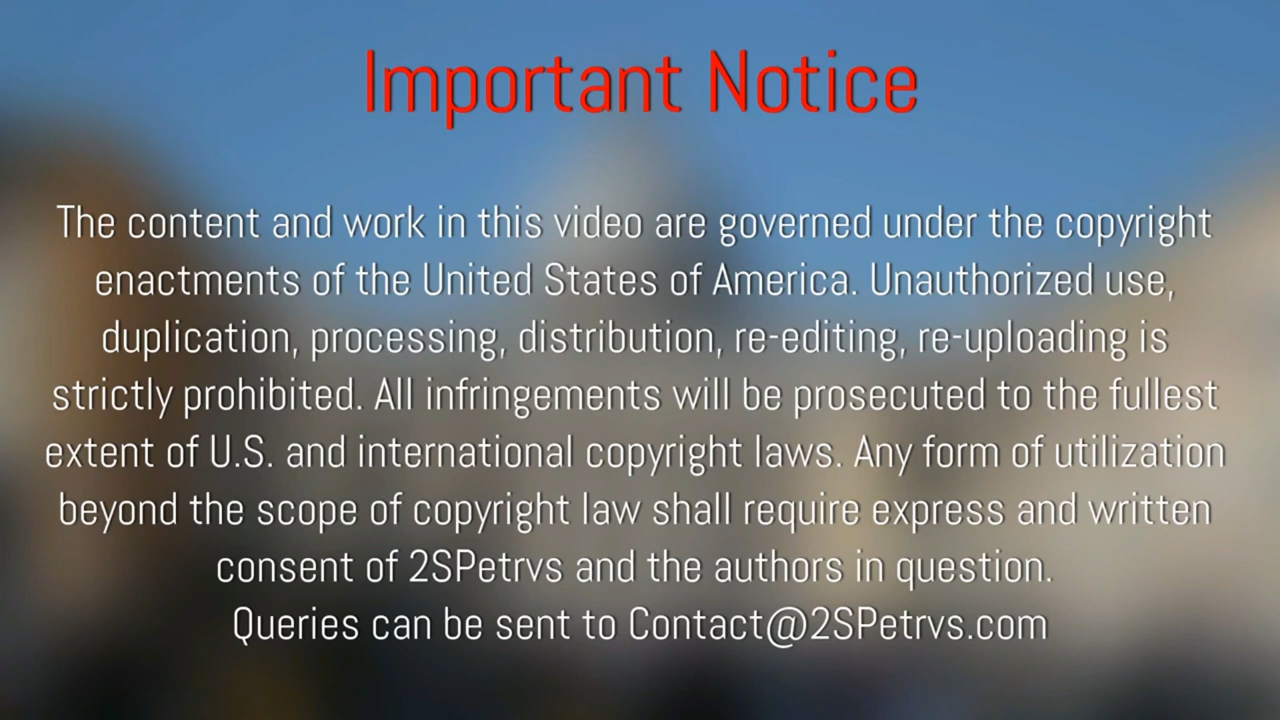 Important Notice
The content and work in this video are governed under the copyright
enactments of the United States of America. Unauthorized use,
duplication, processing, distribution, re-editing, re-uploading is
strictly prohibited. All infringements will be prosecuted to the fullest
extent of U.S. and international copyright laws. Any form of utilization
beyond the scope of copyright law shall require express and written
consent of 2SPetrvs and the authors in question.
Queries can be sent to Contact@2SPetrvs.com